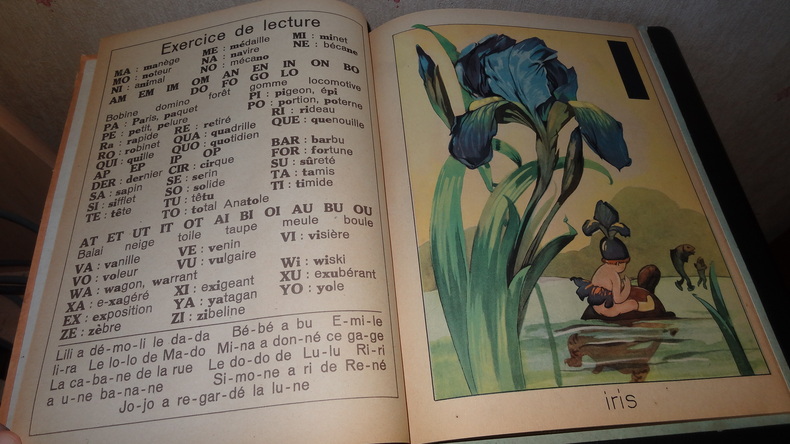 Exercice de lecture
MA : manège ME : médaille MI : minet
MO : moteur NA : navire NE : bécane
NI : animal NO : mécano
AM EM IM OM AN EN IN ON BO
DO FO GO LO
Bobine domino forêt gomme locomotive
PA : Paris, paquet PI : pigeon, épi
PE : petit, pelure PO : portion, poterne
Ra : rapide RE : retiré RI : rideau
RO : robinet QUA : quadrille QUE : quenouille
QUI : quille QUO : quotidien
AP EP IP OP BAR : barbu
DER : dernier CIR : cirque FOR : fortune
SA : sapin SE : serin SU : sûreté
SI : sifflet SO : solide TA : tamis
TE : tête TU : têtu TI : timide
TO : total Anatole
AT ET UT IT OT AI BI OI AU BU OU
Balai neige toile taupe meule boule
VA : vanille VE : venin VI : visière
VO : voleur VU : vulgaire Wi : wiski
WA : wagon, warrant XU : exubérant
XA : e-xagéré XI : exigeant YO : yole
EX : exposition YA : yatagan
ZE : zèbre ZI : zibeline
Lili a dé-mo-li le da-da Bé-bé a bu E-mi-le
li-ra Le lo-lo de Ma-do Mi-na a don-né ce ga-ge
La ca-ba-ne de la rue Le do-do de Lu-lu Ri-ri
a u-ne ba-na-ne Si-mo-ne a ri de Re-né
Jo-jo a re-gar-dé la lu-ne
I
iris